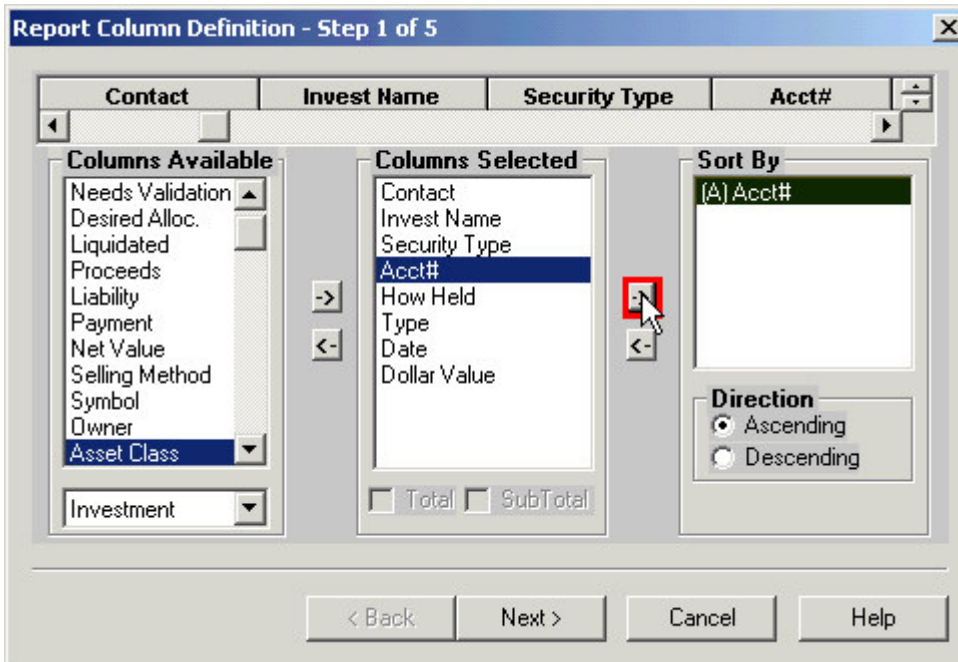 Report Column Definition - Step 1 of 5
Contact Invest Name Security Type Acct#
Columns Available
Needs Validation
Desired Alloc.
Liquidated
Proceeds
Liability
Payment
Net Value
Selling Method
Symbol
Owner
Asset Class
Investment
->
<-
Columns Selected
Contact
Invest Name
Security Type
Acct#
How Held
Type
Date
Dollar Value
Total SubTotal
->
<-
Sort By
(A) Acct#
Direction
Ascending
Descending
< Back Next > Cancel Help